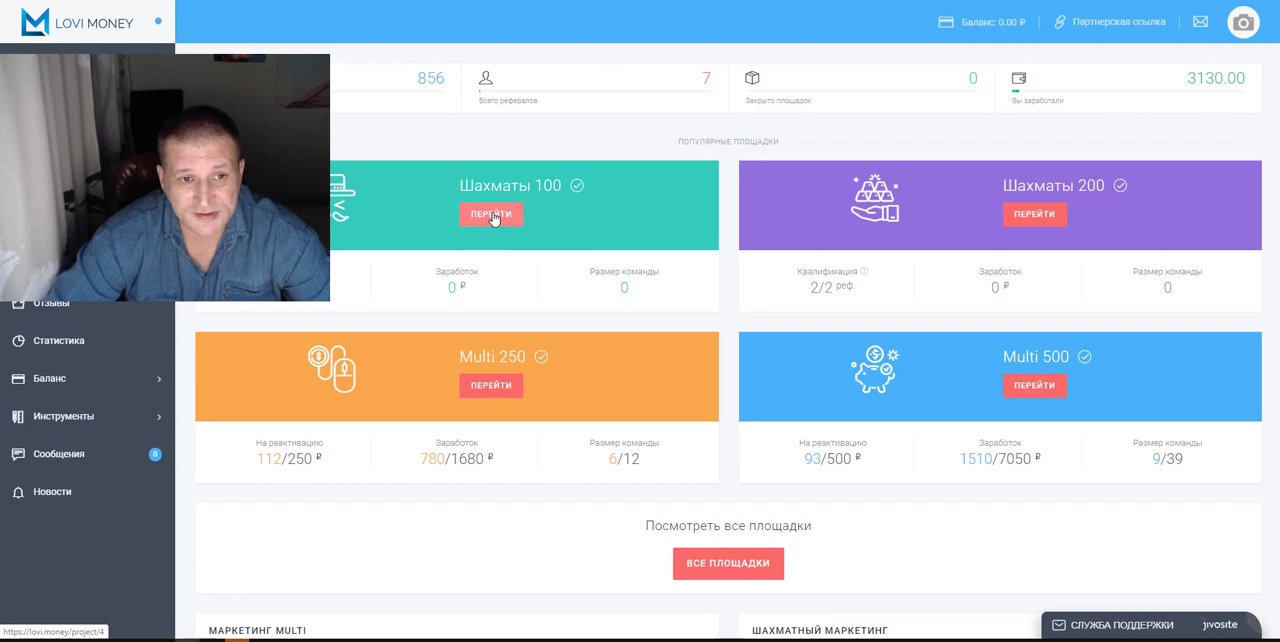 LOVI MONEY
Баланс: 0.00 ₽
Партнерская ссылка
856
7
Всего рефералов
0
Закрыто площадок
3130.00
Вы заработали
ПОПУЛЯРНЫЕ ПЛОЩАДКИ
Шахматы 100
ПЕРЕЙТИ
Заработок
0 ₽
Размер команды
0
Шахматы 200
ПЕРЕЙТИ
Квалификация
2/2 реф.
Заработок
0 ₽
Размер команды
0
Отзывы
Статистика
Баланс
Инструменты
Сообщения
0
Новости
Multi 250
ПЕРЕЙТИ
На реактивацию
112/250 ₽
Заработок
780/1680 ₽
Размер команды
6/12
Multi 500
ПЕРЕЙТИ
На реактивацию
93/500 ₽
Заработок
1510/7050 ₽
Размер команды
9/39
Посмотреть все площадки
ВСЕ ПЛОЩАДКИ
МАРКЕТИНГ MULTI
ШАХМАТНЫЙ МАРКЕТИНГ
СЛУЖБА ПОДДЕРЖКИ
jivosite
https://lovi.money/project/4